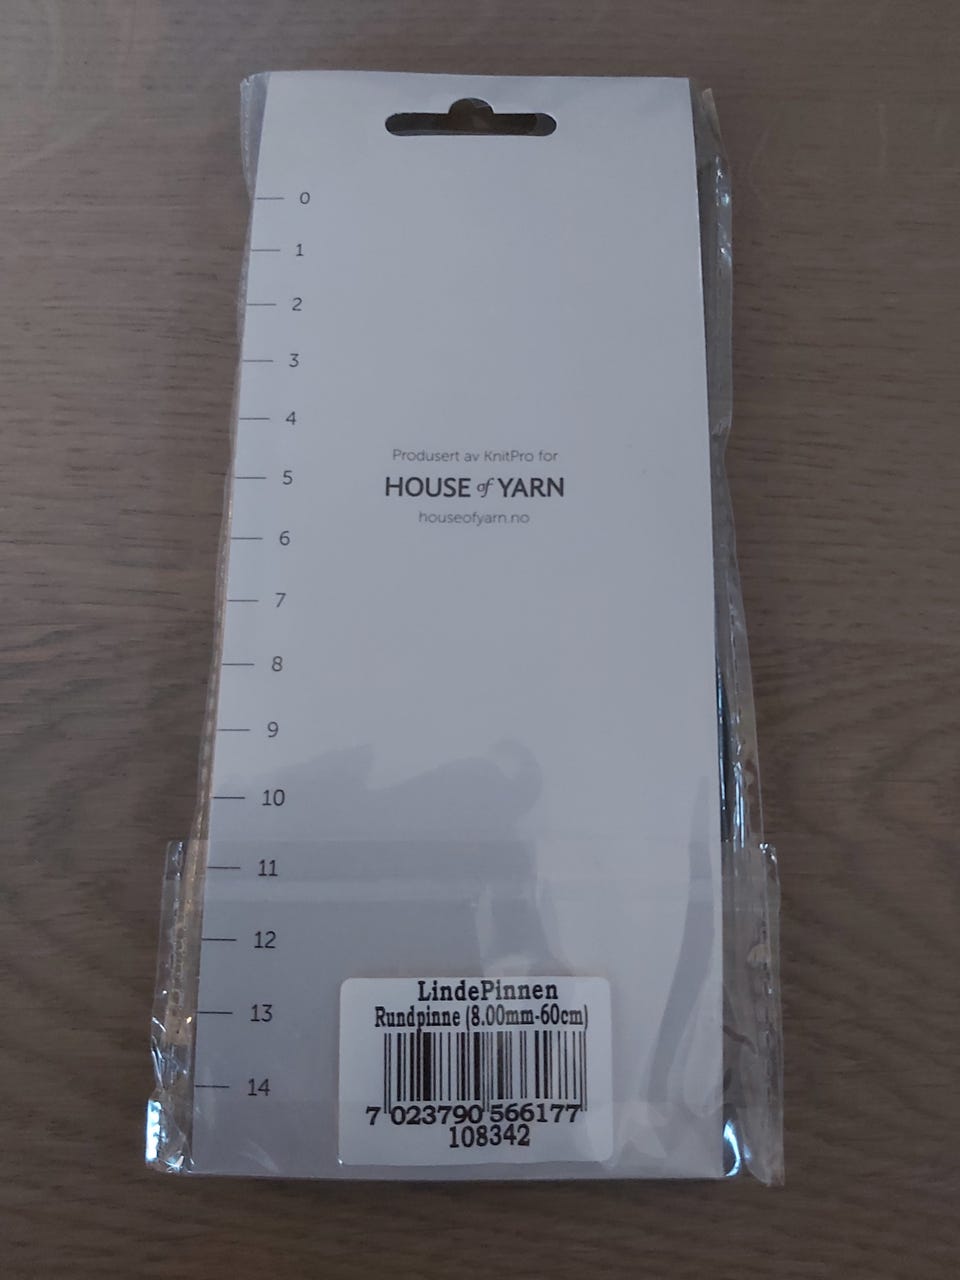 0
1
2
3
4
5
6
7
8
9
10
11
12
13
14
Produsert av KnitPro for
HOUSE of YARN
houseofyarn.no
LindePinnen
Rundpinne (8.00mm-60cm)
7 023790 566177
108342